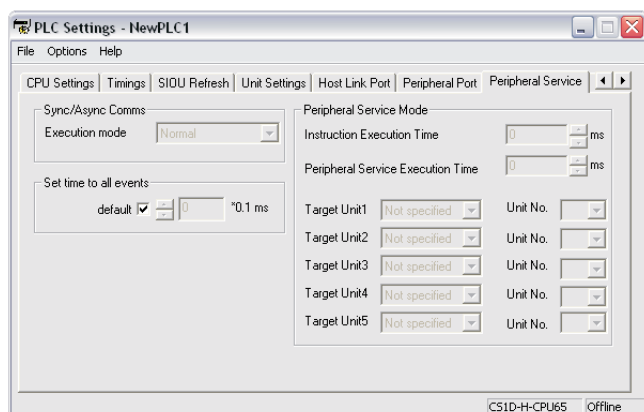 PLC Settings - NewPLC1
File Options Help
CPU Settings Timings SIOU Refresh Unit Settings Host Link Port Peripheral Port Peripheral Service
Sync/Async Comms
Execution mode Normal
Set time to all events
default 0 *0.1 ms
Peripheral Service Mode
Instruction Execution Time 0 ms
Peripheral Service Execution Time 0 ms
Target Unit1 Not specified Unit No.
Target Unit2 Not specified Unit No.
Target Unit3 Not specified Unit No.
Target Unit4 Not specified Unit No.
Target Unit5 Not specified Unit No.
CS1D-H-CPU65 Offline